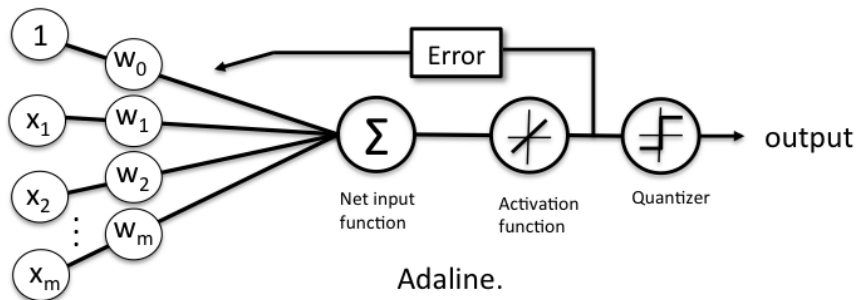 1
w₀
Error
x₁
w₁
Σ
output
x₂
w₂
Net input
function
Activation
function
Quantizer
⋮
wₘ
xₘ
Adaline.